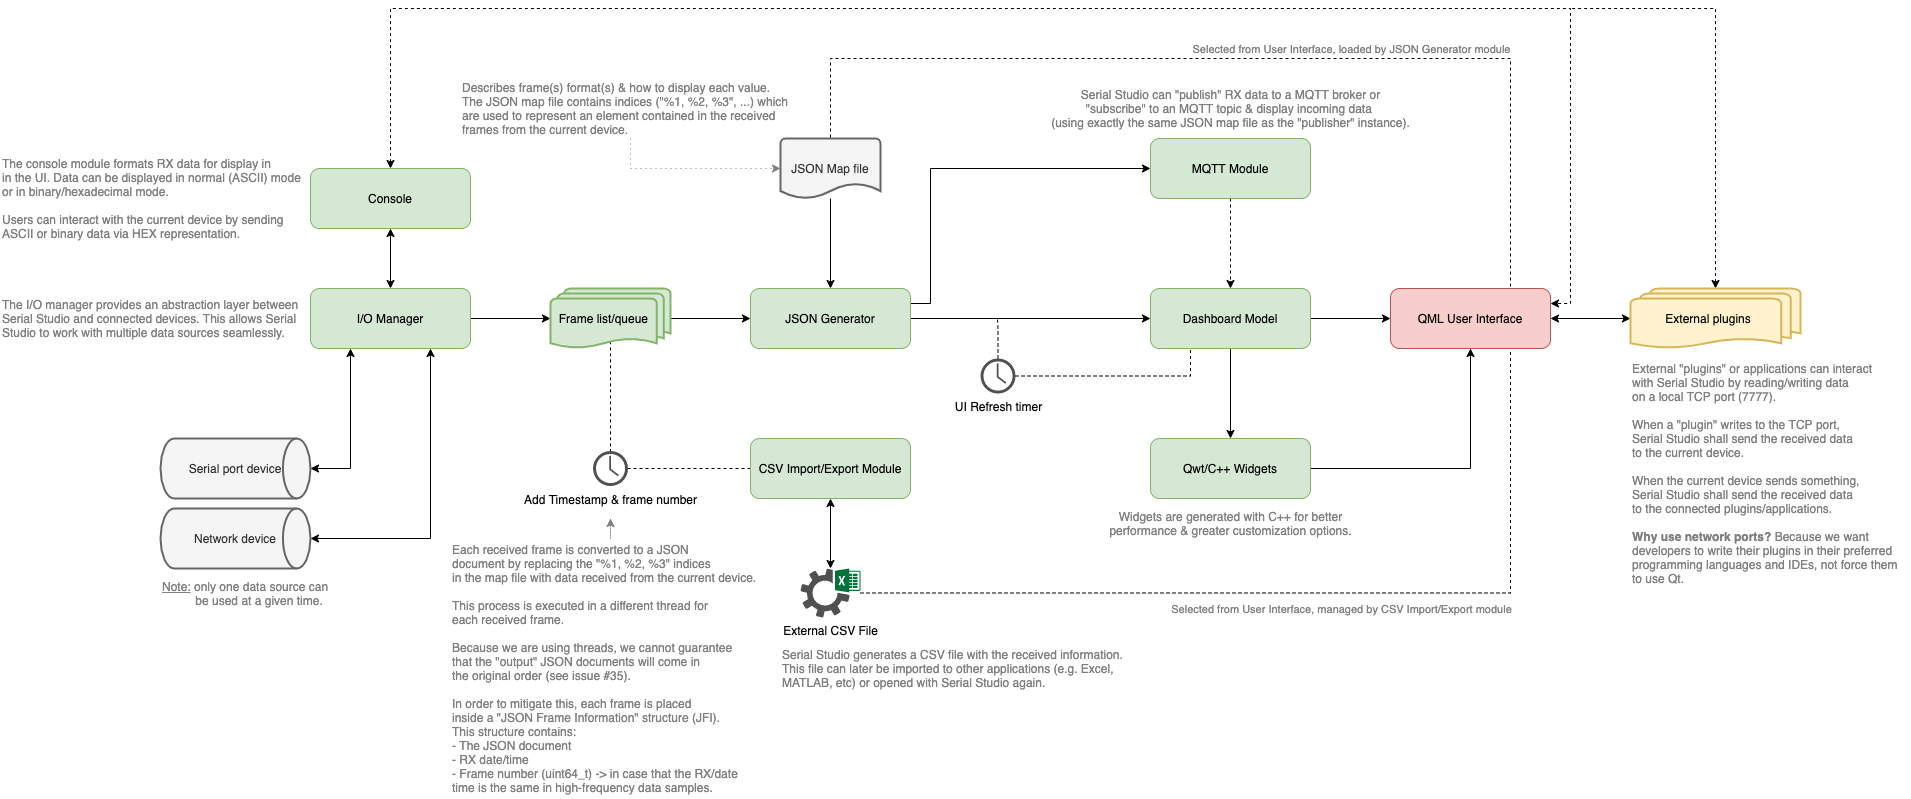 Selected from User Interface, loaded by JSON Generator module
Describes frame(s) format(s) & how to display each value.
The JSON map file contains indices ("%1, %2, %3", ...) which
are used to represent an element contained in the received
frames from the current device.
Serial Studio can "publish" RX data to a MQTT broker or
"subscribe" to an MQTT topic & display incoming data
(using exactly the same JSON map file as the "publisher" instance).
The console module formats RX data for display in
in the UI. Data can be displayed in normal (ASCII) mode
or in binary/hexadecimal mode.
Users can interact with the current device by sending
ASCII or binary data via HEX representation.
Console
JSON Map file
MQTT Module
The I/O manager provides an abstraction layer between
Serial Studio and connected devices. This allows Serial
Studio to work with multiple data sources seamlessly.
I/O Manager
Frame list/queue
JSON Generator
Dashboard Model
QML User Interface
External plugins
UI Refresh timer
External "plugins" or applications can interact
with Serial Studio by reading/writing data
on a local TCP port (7777).
When a "plugin" writes to the TCP port,
Serial Studio shall send the received data
to the current device.
When the current device sends something,
Serial Studio shall send the received data
to the connected plugins/applications.
Why use network ports? Because we want
developers to write their plugins in their preferred
programming languages and IDEs, not force them
to use Qt.
Serial port device
Network device
Note: only one data source can
be used at a given time.
Add Timestamp & frame number
CSV Import/Export Module
Qwt/C++ Widgets
Widgets are generated with C++ for better
performance & greater customization options.
Each received frame is converted to a JSON
document by replacing the "%1, %2, %3" indices
in the map file with data received from the current device.
This process is executed in a different thread for
each received frame.
Because we are using threads, we cannot guarantee
that the "output" JSON documents will come in
the original order (see issue #35).
In order to mitigate this, each frame is placed
inside a "JSON Frame Information" structure (JFI).
This structure contains:
- The JSON document
- RX date/time
- Frame number (uint64_t) -> in case that the RX/date
time is the same in high-frequency data samples.
X
External CSV File
Selected from User Interface, managed by CSV Import/Export module
Serial Studio generates a CSV file with the received information.
This file can later be imported to other applications (e.g. Excel,
MATLAB, etc) or opened with Serial Studio again.